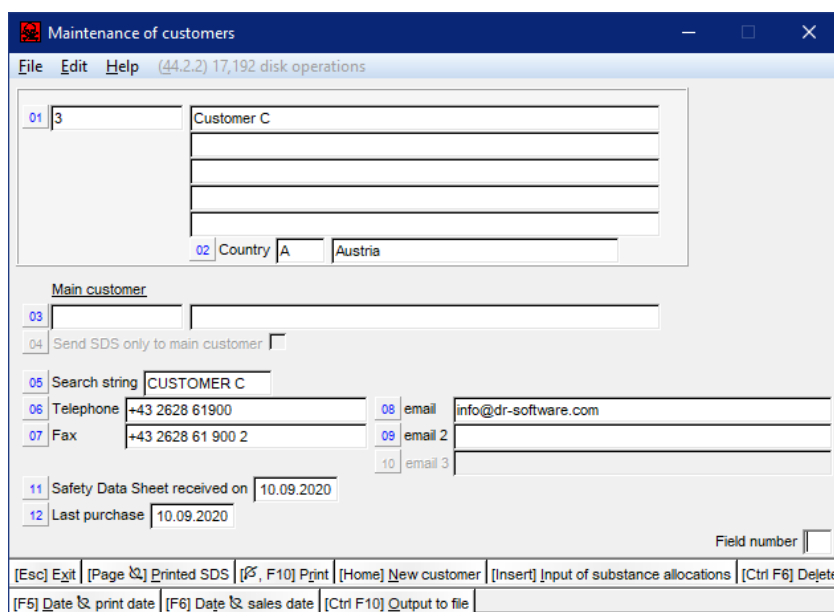 Maintenance of customers
File Edit Help (44.2.2) 17,192 disk operations
01 3 Customer C
02 Country A Austria
Main customer
03
04 Send SDS only to main customer
05 Search string CUSTOMER C
06 Telephone +43 2628 61900 08 email info@dr-software.com
07 Fax +43 2628 61 900 2 09 email 2
10 email 3
11 Safety Data Sheet received on 10.09.2020
12 Last purchase 10.09.2020
Field number
[Esc] Exit [Page ] Printed SDS [ , F10] Print [Home] New customer [Insert] Input of substance allocations [Ctrl F6] Delete
[F5] Date print date [F6] Date sales date [Ctrl F10] Output to file